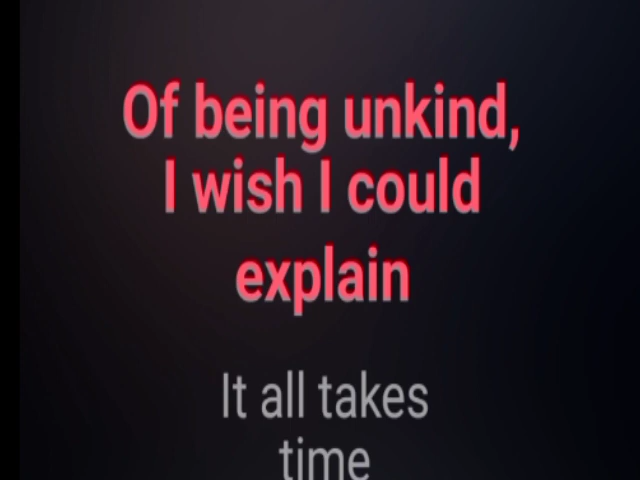 Of being unkind,
I wish I could
explain
It all takes
time